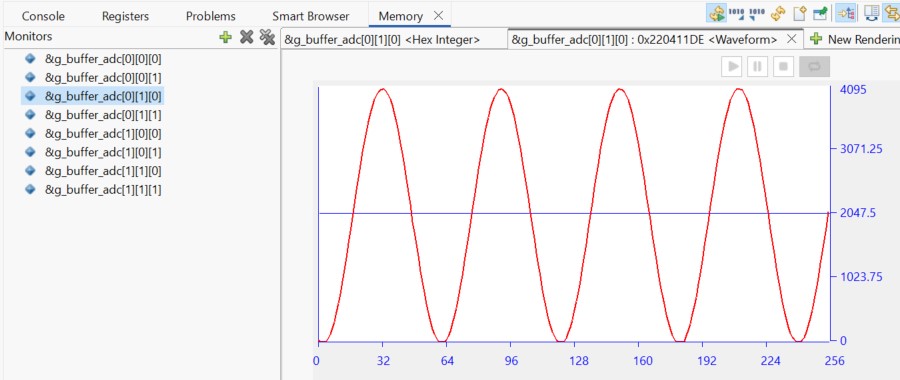 Console Registers Problems Smart Browser Memory
Monitors
&g_buffer_adc[0][1][0] <Hex Integer> &g_buffer_adc[0][1][0] : 0x220411DE <Waveform> New Rendering
&g_buffer_adc[0][0][0]
&g_buffer_adc[0][0][1]
&g_buffer_adc[0][1][0]
&g_buffer_adc[0][1][1]
&g_buffer_adc[1][0][0]
&g_buffer_adc[1][0][1]
&g_buffer_adc[1][1][0]
&g_buffer_adc[1][1][1]
4095
3071.25
2047.5
1023.75
0
0 32 64 96 128 160 192 224 256